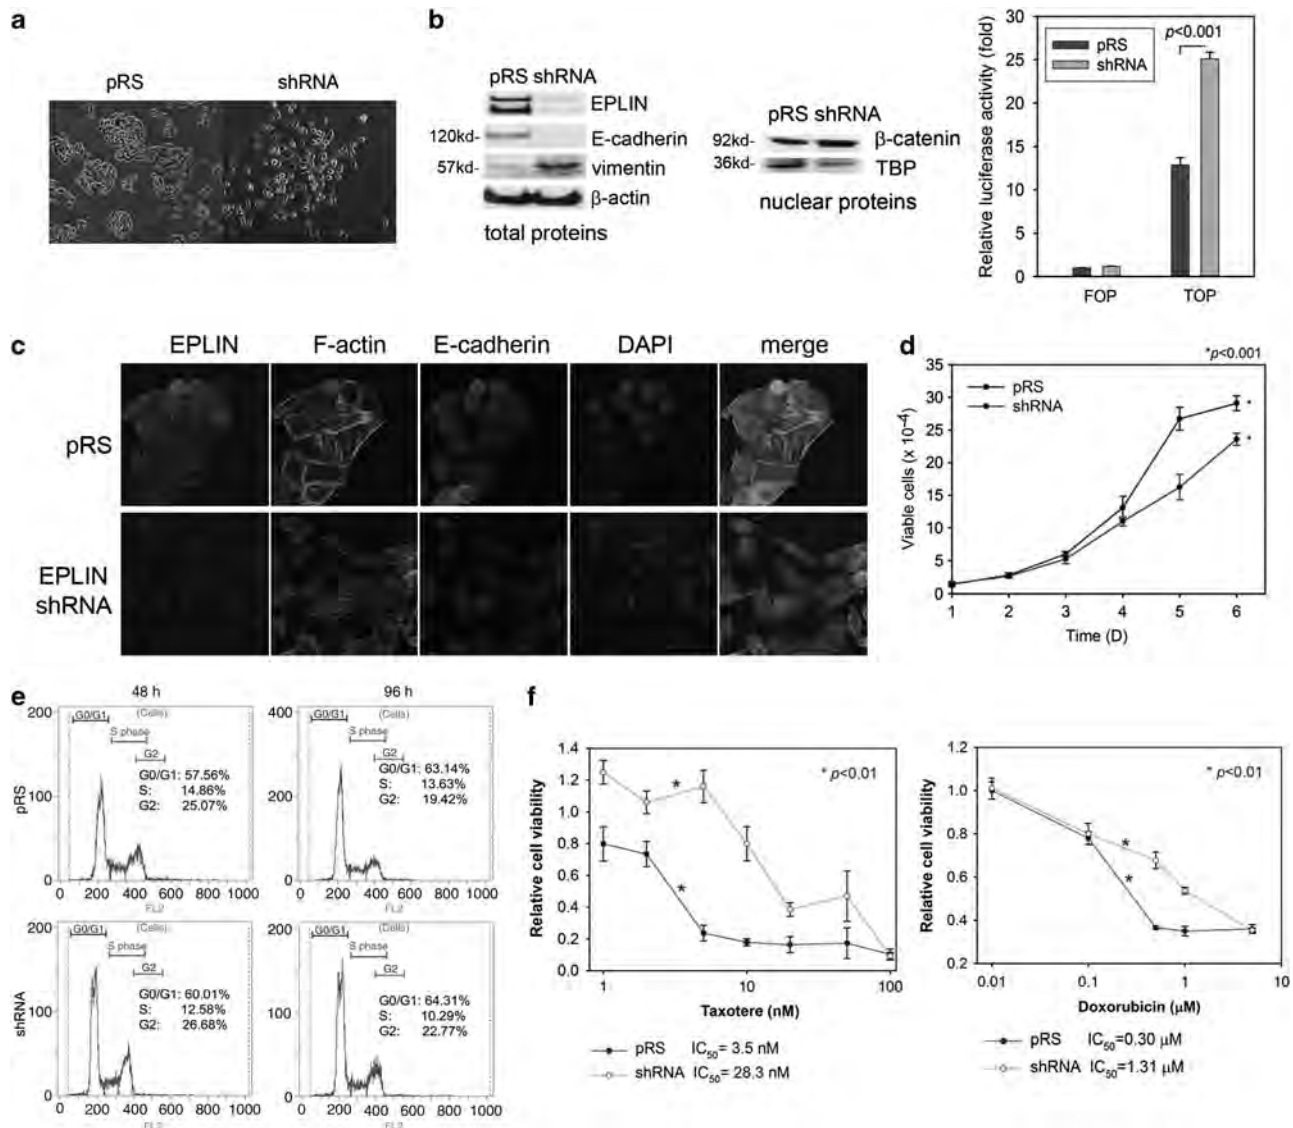 a
pRS shRNA
b
pRS shRNA
EPLIN
120kd- E-cadherin
57kd- vimentin
β-actin
total proteins
pRS shRNA
92kd- β-catenin
36kd- TBP
nuclear proteins
Relative luciferase activity (fold)
30
25
20
15
10
5
0
pRS
shRNA
p<0.001
FOP TOP
c
EPLIN F-actin E-cadherin DAPI merge
pRS
EPLIN
shRNA
d
*p<0.001
Viable cells (x 10⁻⁴)
35
30
25
20
15
10
5
0
pRS
shRNA
*
*
1 2 3 4 5 6
Time (D)
e
48 h 96 h
pRS
200
100
0
G0/G1 (Cells)
S phase
G2
G0/G1: 57.56%
S: 14.86%
G2: 25.07%
0 200 400 600 800 1000
FL2
400
200
0
G0/G1 (Cells)
S phase
G2
G0/G1: 63.14%
S: 13.63%
G2: 19.42%
0 200 400 600 800 1000
FL2
shRNA
200
100
0
G0/G1 (Cells)
S phase
G2
G0/G1: 60.01%
S: 12.58%
G2: 26.68%
0 200 400 600 800 1000
FL2
200
100
0
G0/G1 (Cells)
S phase
G2
G0/G1: 64.31%
S: 10.29%
G2: 22.77%
0 200 400 600 800 1000
FL2
f
Relative cell viability
1.4
1.2
1.0
0.8
0.6
0.4
0.2
0.0
* p<0.01
*
*
1 10 100
Taxotere (nM)
pRS IC₅₀= 3.5 nM
shRNA IC₅₀= 28.3 nM
Relative cell viability
1.2
1.0
0.8
0.6
0.4
0.2
* p<0.01
*
*
0.01 0.1 1 10
Doxorubicin (μM)
pRS IC₅₀=0.30 μM
shRNA IC₅₀=1.31 μM